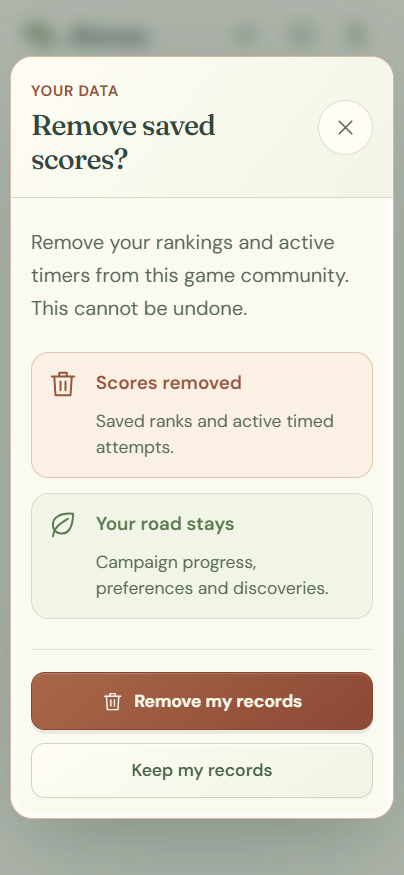 YOUR DATA
Remove saved
scores?
Remove your rankings and active
timers from this game community.
This cannot be undone.
Scores removed
Saved ranks and active timed
attempts.
Your road stays
Campaign progress,
preferences and discoveries.
Remove my records
Keep my records